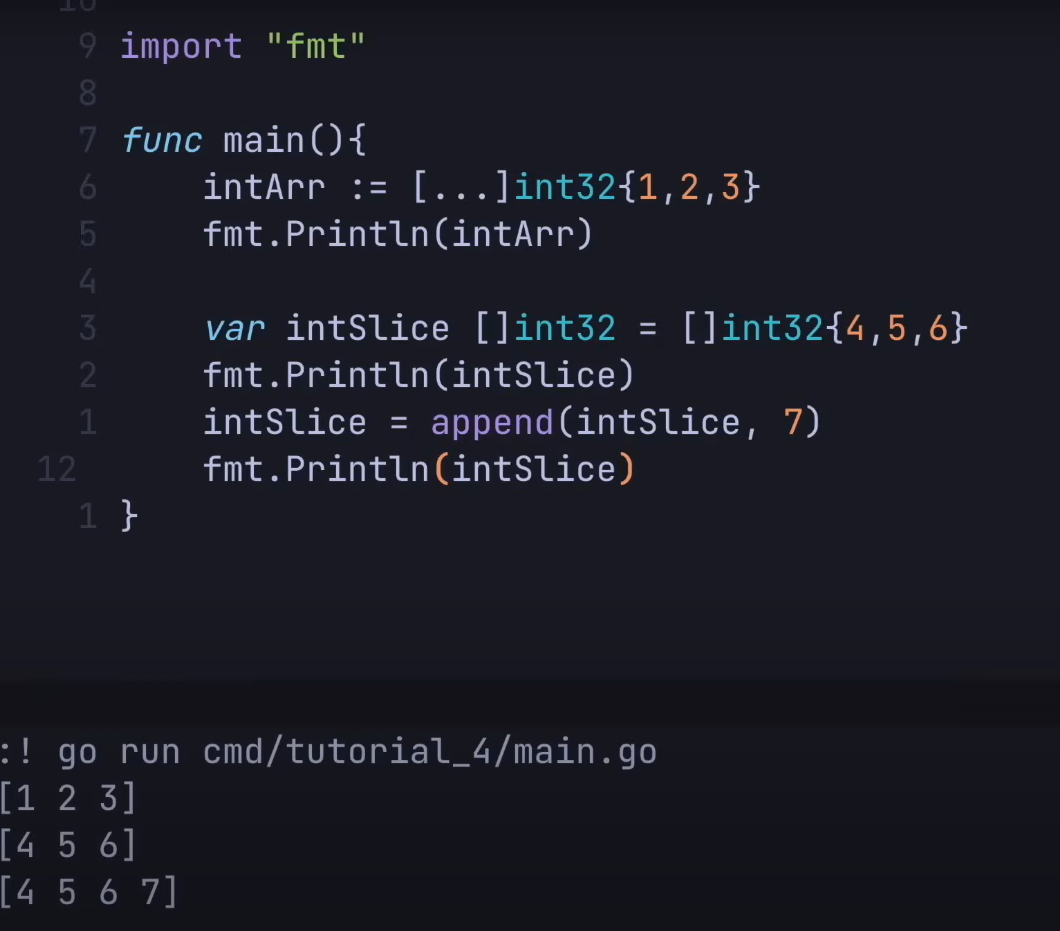 10
9 import "fmt"
8
7 func main(){
6     intArr := [...]int32{1,2,3}
5     fmt.Println(intArr)
4
3     var intSlice []int32 = []int32{4,5,6}
2     fmt.Println(intSlice)
1     intSlice = append(intSlice, 7)
12     fmt.Println(intSlice)
1 }
:! go run cmd/tutorial_4/main.go
[1 2 3]
[4 5 6]
[4 5 6 7]